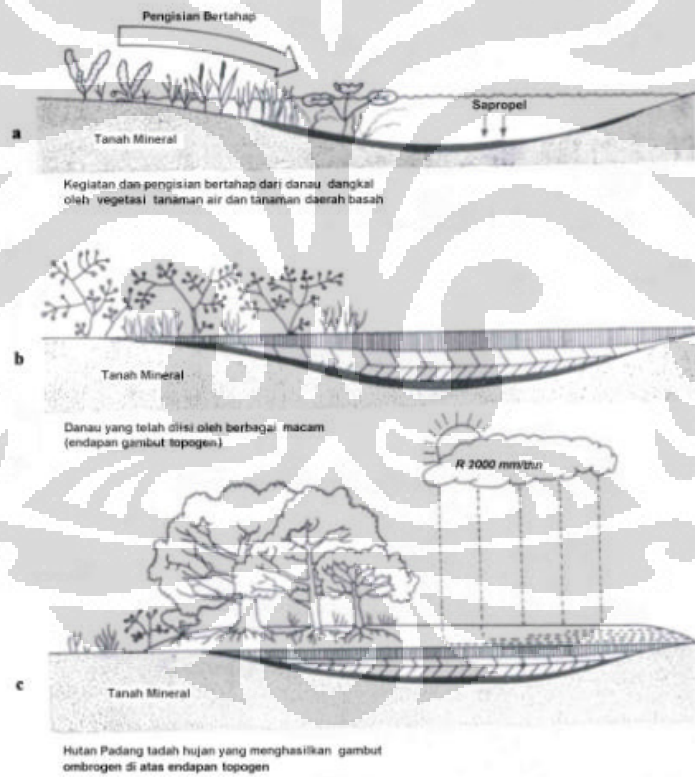 Pengisian Bertahap
Sapropel
a
Tanah Mineral
Kegiatan dan pengisian bertahap dari danau dangkal
oleh vegetasi tanaman air dan tanaman daerah basah
b
Tanah Mineral
Danau yang telah diisi oleh berbagai macam
(endapan gambut topogen)
R 2000 mm/thn
c
Tanah Mineral
Hutan Padang tadah hujan yang menghasilkan gambut
ombrogen di atas endapan topogen